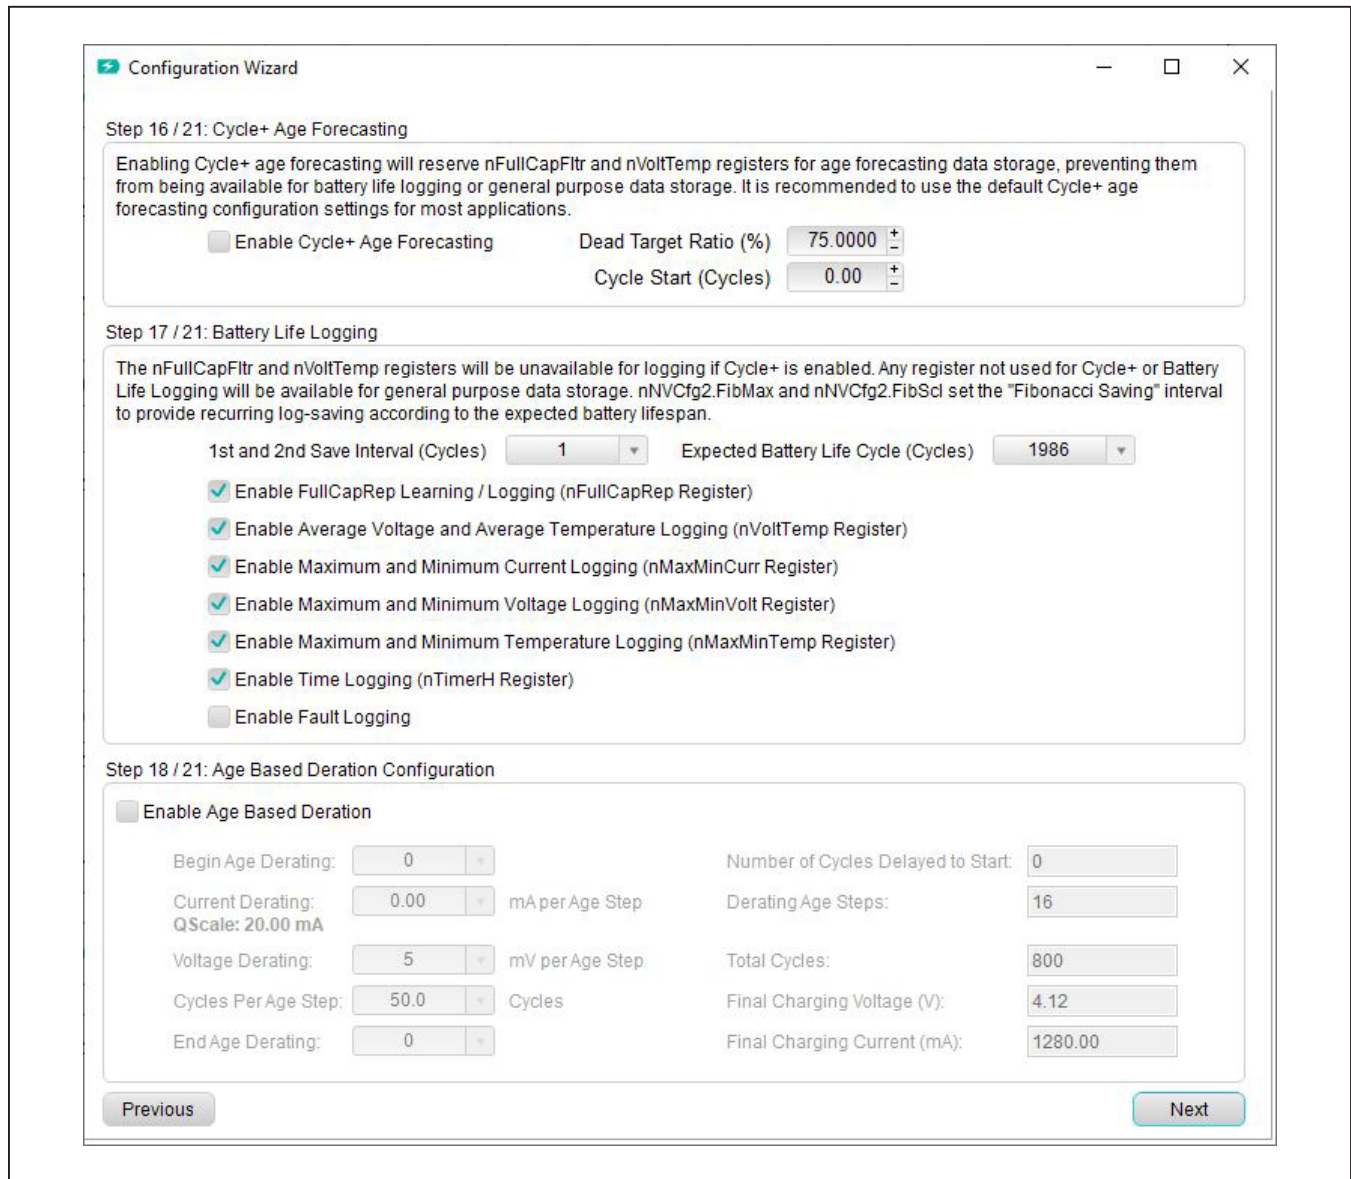 Configuration Wizard
Step 16 / 21: Cycle+ Age Forecasting
Enabling Cycle+ age forecasting will reserve nFullCapFltr and nVoltTemp registers for age forecasting data storage, preventing them
from being available for battery life logging or general purpose data storage. It is recommended to use the default Cycle+ age
forecasting configuration settings for most applications.
Enable Cycle+ Age Forecasting Dead Target Ratio (%) 75.0000 + −
Cycle Start (Cycles) 0.00 + −
Step 17 / 21: Battery Life Logging
The nFullCapFltr and nVoltTemp registers will be unavailable for logging if Cycle+ is enabled. Any register not used for Cycle+ or Battery
Life Logging will be available for general purpose data storage. nNVCfg2.FibMax and nNVCfg2.FibScl set the "Fibonacci Saving" interval
to provide recurring log-saving according to the expected battery lifespan.
1st and 2nd Save Interval (Cycles) 1 Expected Battery Life Cycle (Cycles) 1986
Enable FullCapRep Learning / Logging (nFullCapRep Register)
Enable Average Voltage and Average Temperature Logging (nVoltTemp Register)
Enable Maximum and Minimum Current Logging (nMaxMinCurr Register)
Enable Maximum and Minimum Voltage Logging (nMaxMinVolt Register)
Enable Maximum and Minimum Temperature Logging (nMaxMinTemp Register)
Enable Time Logging (nTimerH Register)
Enable Fault Logging
Step 18 / 21: Age Based Deration Configuration
Enable Age Based Deration
Begin Age Derating: 0 Number of Cycles Delayed to Start: 0
Current Derating: 0.00 mA per Age Step Derating Age Steps: 16
QScale: 20.00 mA
Voltage Derating: 5 mV per Age Step Total Cycles: 800
Cycles Per Age Step: 50.0 Cycles Final Charging Voltage (V): 4.12
End Age Derating: 0 Final Charging Current (mA): 1280.00
Previous Next